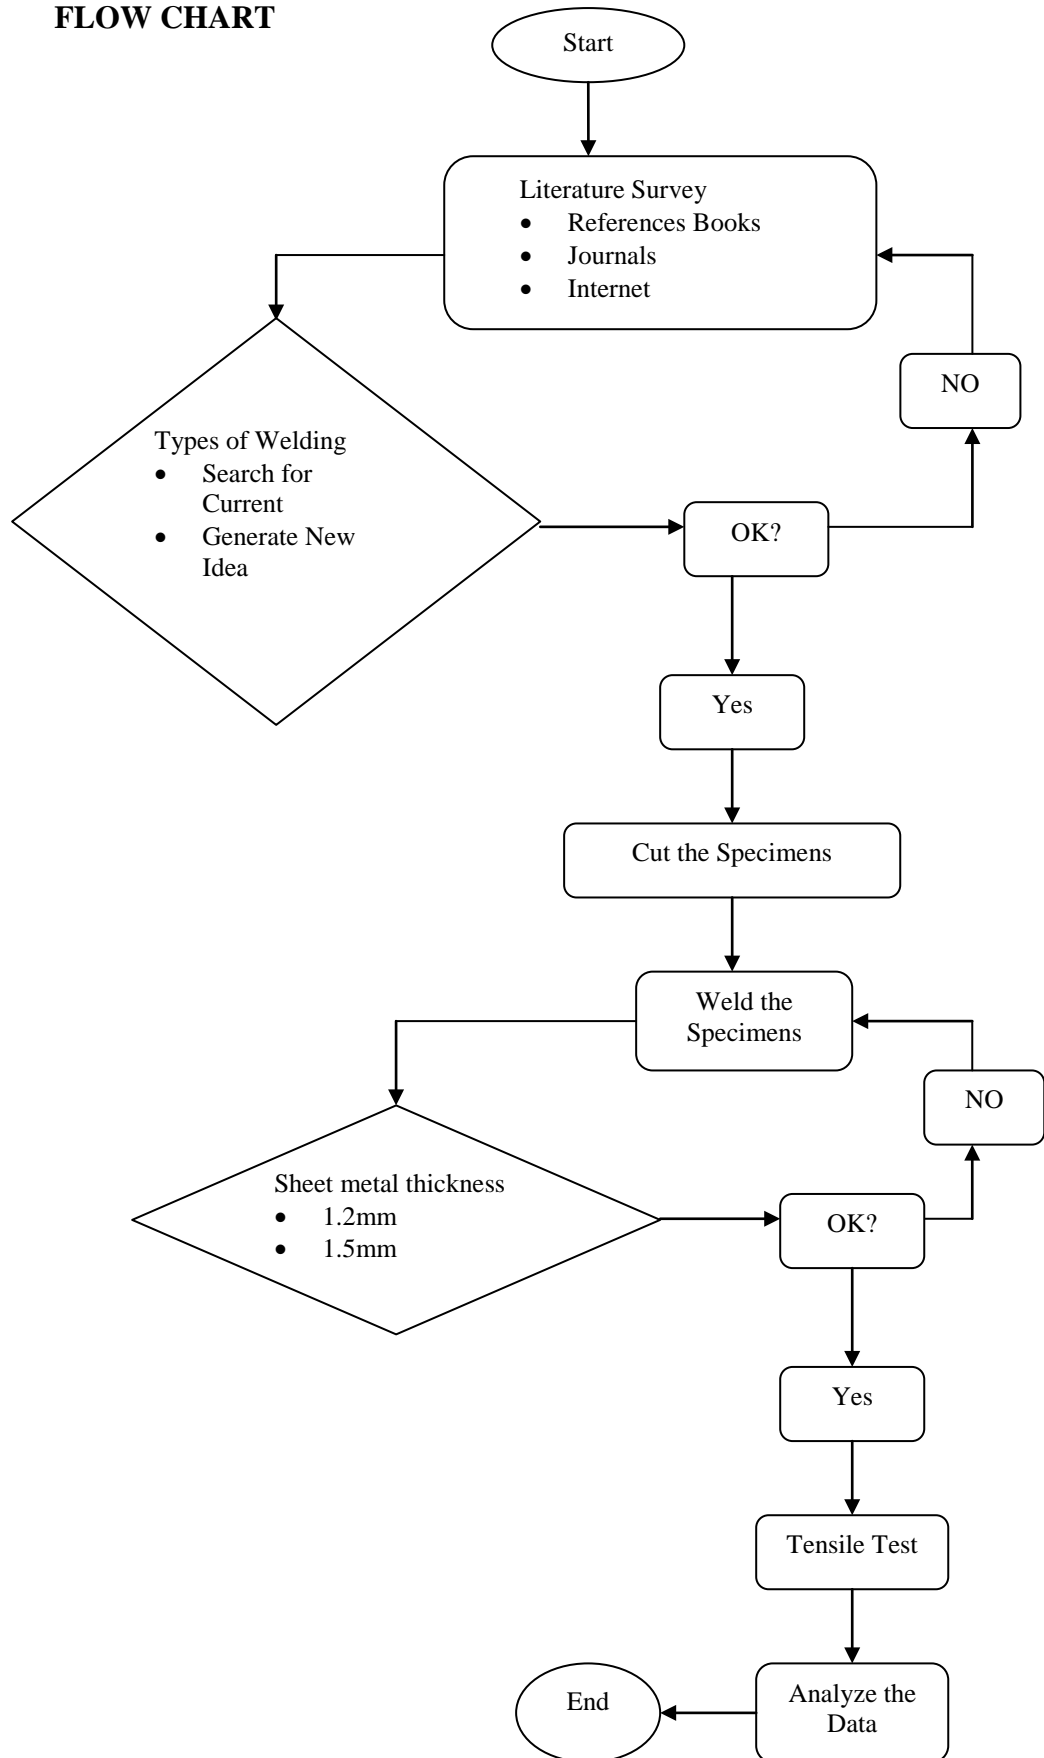 FLOW CHART
Start
Literature Survey
• References Books
• Journals
• Internet
NO
Types of Welding
• Search for
Current
• Generate New
Idea
OK?
Yes
Cut the Specimens
Weld the
Specimens
NO
Sheet metal thickness
• 1.2mm
• 1.5mm
OK?
Yes
Tensile Test
End
Analyze the
Data